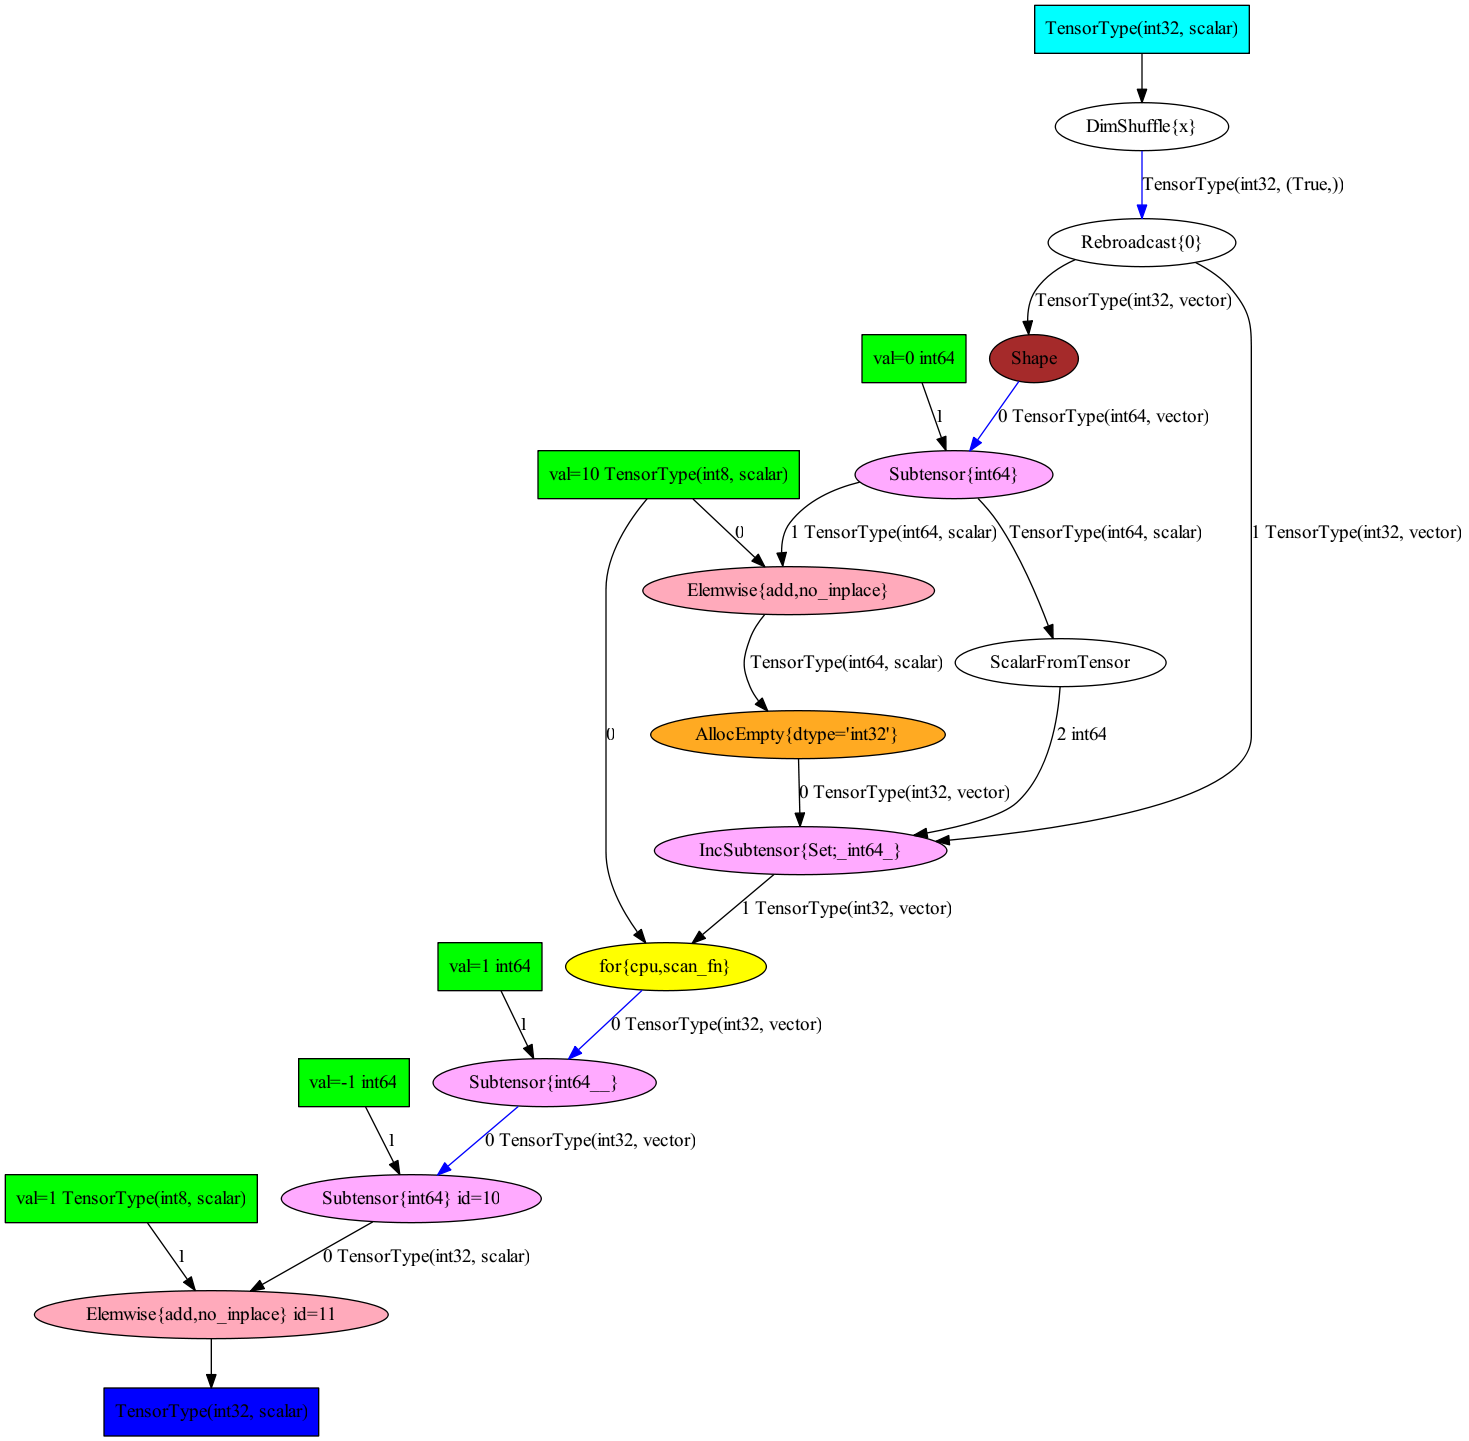 TensorType(int32, scalar)
DimShuffle{x}
TensorType(int32, (True,))
Rebroadcast{0}
TensorType(int32, vector)
val=0 int64
Shape
1
0 TensorType(int64, vector)
val=10 TensorType(int8, scalar)
Subtensor{int64}
0
1 TensorType(int64, scalar)
TensorType(int64, scalar)
1 TensorType(int32, vector)
Elemwise{add,no_inplace}
TensorType(int64, scalar)
ScalarFromTensor
0
AllocEmpty{dtype='int32'}
2 int64
0 TensorType(int32, vector)
IncSubtensor{Set;_int64_}
1 TensorType(int32, vector)
val=1 int64
for{cpu,scan_fn}
1
0 TensorType(int32, vector)
val=-1 int64
Subtensor{int64__}
1
0 TensorType(int32, vector)
val=1 TensorType(int8, scalar)
Subtensor{int64} id=10
1
0 TensorType(int32, scalar)
Elemwise{add,no_inplace} id=11
TensorType(int32, scalar)